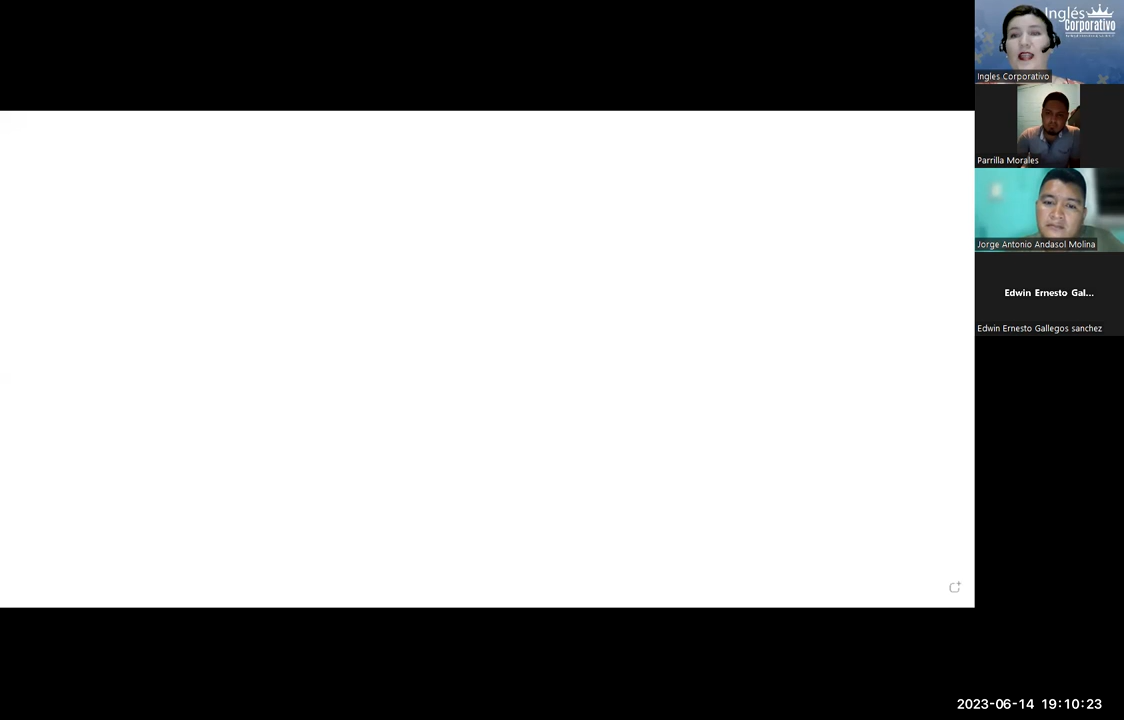 Inglés
Corporativo
Ingles Corporativo
Parrilla Morales
Jorge Antonio Andasol Molina
Edwin Ernesto Gal...
Edwin Ernesto Gallegos sanchez
2023-06-14 19:10:23